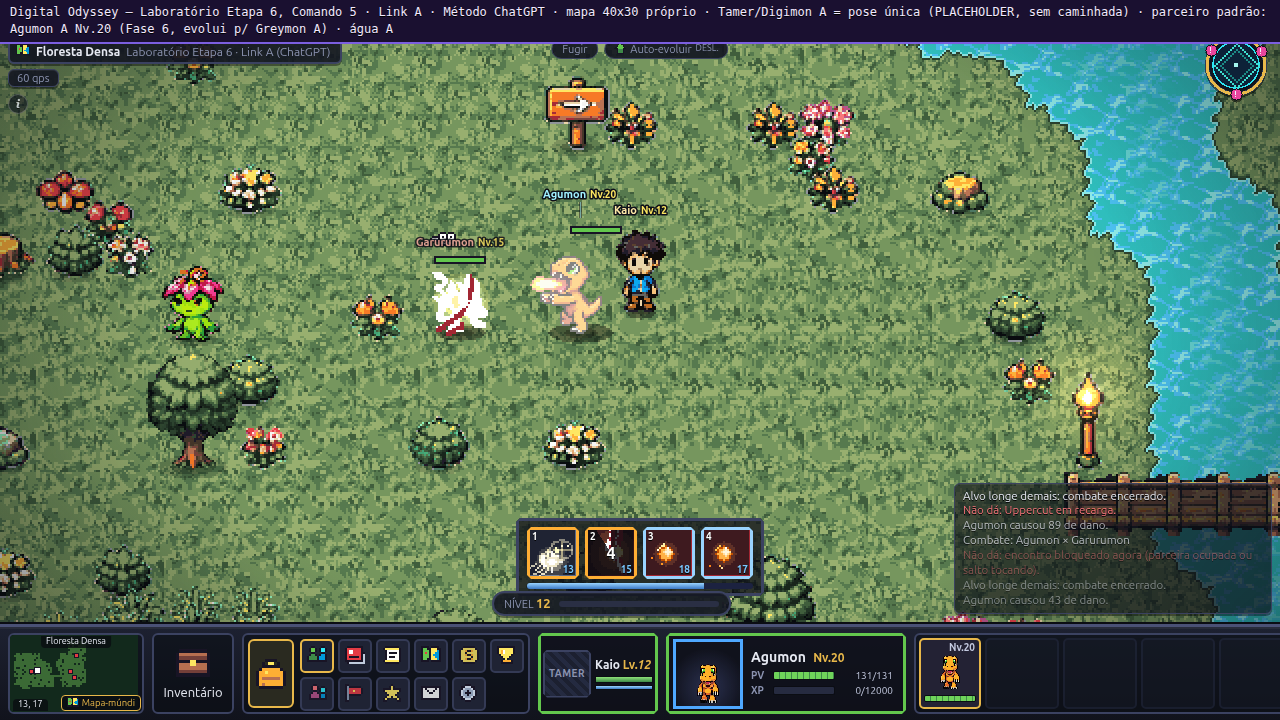 Digital Odyssey — Laboratório Etapa 6, Comando 5 · Link A · Método ChatGPT · mapa 40x30 próprio · Tamer/Digimon A = pose única (PLACEHOLDER, sem caminhada) · parceiro padrão:
Agumon A Nv.20 (Fase 6, evolui p/ Greymon A) · água A
Floresta Densa Laboratório Etapa 6 · Link A (ChatGPT)
Fugir
Auto-evoluir DESL.
60 qps
i
Agumon Nv.20
Kaio Nv.12
Garurumon Nv.15
Alvo longe demais: combate encerrado.
Não dá: Uppercut em recarga.
Agumon causou 89 de dano.
Combate: Agumon × Garurumon
Não dá: encontro bloqueado agora (parceira ocupada ou
salto tocando).
Alvo longe demais: combate encerrado.
Agumon causou 43 de dano.
1 13
2 4 15
3 18
4 17
NÍVEL 12
Floresta Densa
13, 17
Mapa-múndi
Inventário
TAMER
Kaio Lv.12
Agumon Nv.20
PV 131/131
XP 0/12000
Nv.20